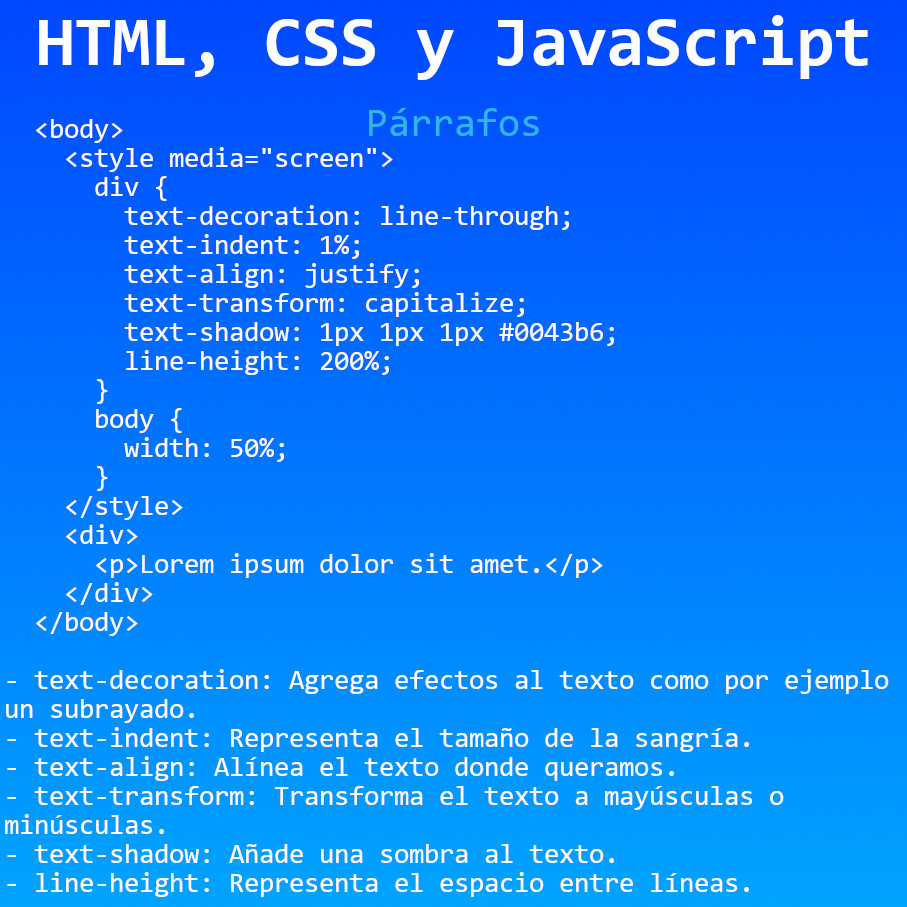 HTML, CSS y JavaScript
Párrafos
<body>
<style media="screen">
div {
text-decoration: line-through;
text-indent: 1%;
text-align: justify;
text-transform: capitalize;
text-shadow: 1px 1px 1px #0043b6;
line-height: 200%;
}
body {
width: 50%;
}
</style>
<div>
<p>Lorem ipsum dolor sit amet.</p>
</div>
</body>
- text-decoration: Agrega efectos al texto como por ejemplo
un subrayado.
- text-indent: Representa el tamaño de la sangría.
- text-align: Alínea el texto donde queramos.
- text-transform: Transforma el texto a mayúsculas o
minúsculas.
- text-shadow: Añade una sombra al texto.
- line-height: Representa el espacio entre líneas.